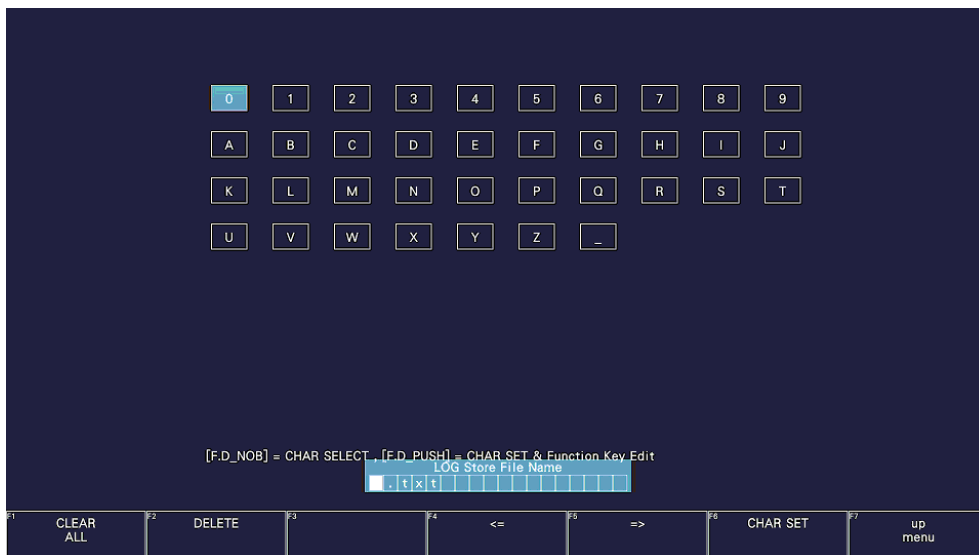 0 1 2 3 4 5 6 7 8 9
A B C D E F G H I J
K L M N O P Q R S T
U V W X Y Z _
[F.D_NOB] = CHAR SELECT , [F.D_PUSH] = CHAR SET & Function Key Edit
LOG Store File Name
.txt
F1 CLEAR ALL F2 DELETE F3 F4 <= F5 => F6 CHAR SET F7 up menu